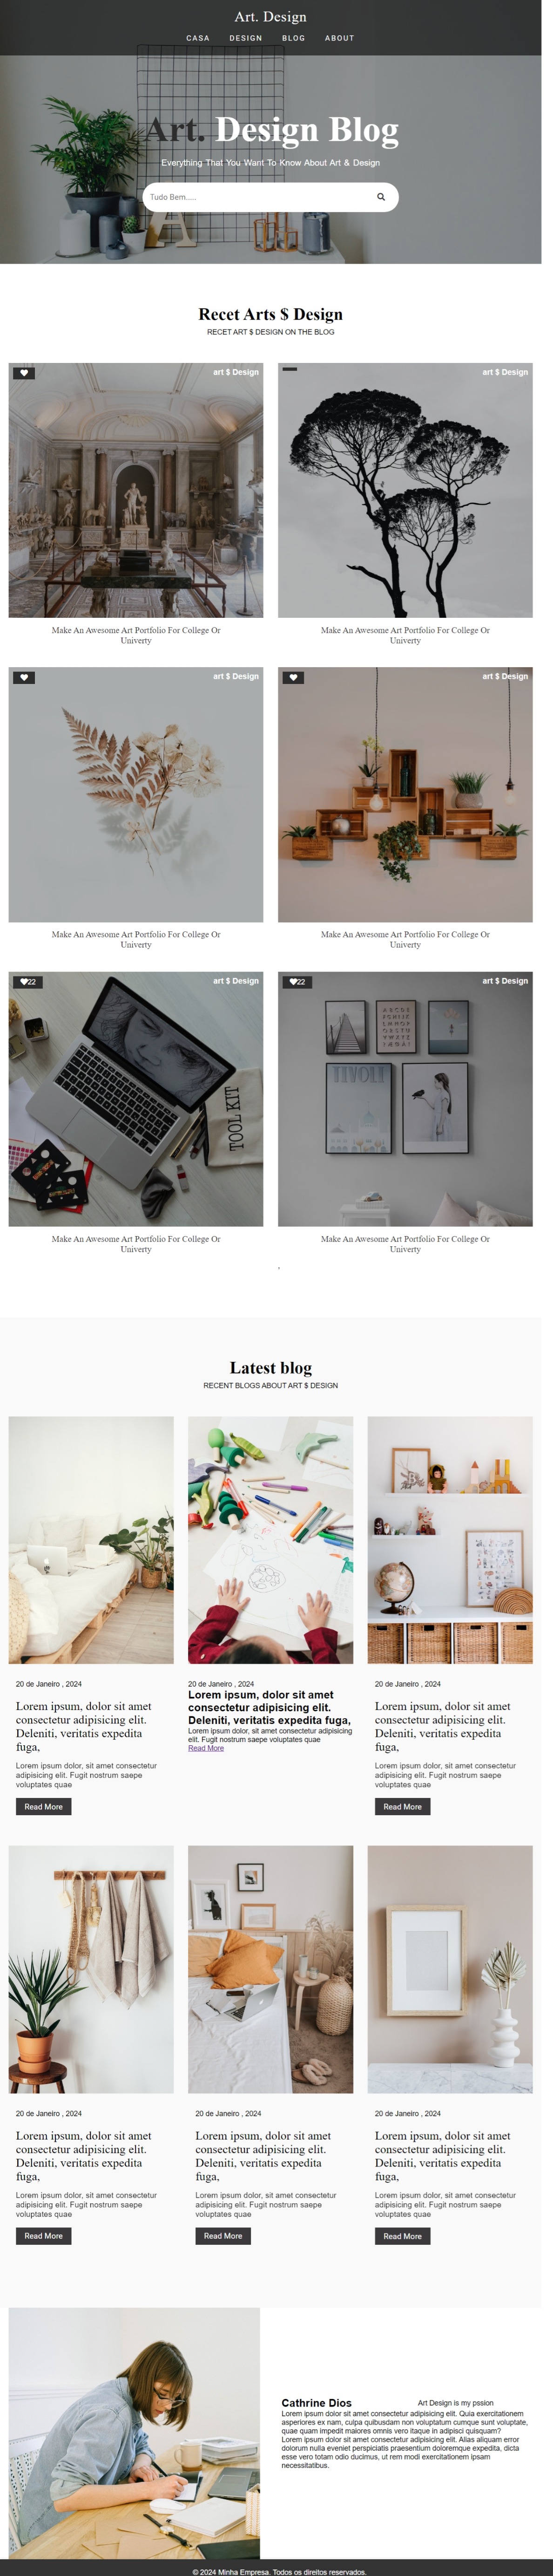 Art. Design
CASA DESIGN BLOG ABOUT
Art. Design Blog
Everything That You Want To Know About Art & Design
Tudo Bem.....
A
Recet Arts $ Design
RECET ART $ DESIGN ON THE BLOG
art $ Design
art $ Design
Make An Awesome Art Portfolio For College Or
Univerty
Make An Awesome Art Portfolio For College Or
Univerty
art $ Design
art $ Design
Make An Awesome Art Portfolio For College Or
Univerty
Make An Awesome Art Portfolio For College Or
Univerty
22
art $ Design
TOOL KIT
22
art $ Design
TIVOLI
Make An Awesome Art Portfolio For College Or
Univerty
Make An Awesome Art Portfolio For College Or
Univerty
Latest blog
RECENT BLOGS ABOUT ART $ DESIGN
20 de Janeiro , 2024
Lorem ipsum, dolor sit amet
consectetur adipisicing elit.
Deleniti, veritatis expedita
fuga,
Lorem ipsum dolor, sit amet consectetur
adipisicing elit. Fugit nostrum saepe
voluptates quae
Read More
20 de Janeiro , 2024
Lorem ipsum, dolor sit amet
consectetur adipisicing elit.
Deleniti, veritatis expedita fuga,
Lorem ipsum dolor, sit amet consectetur adipisicing
elit. Fugit nostrum saepe voluptates quae
Read More
20 de Janeiro , 2024
Lorem ipsum, dolor sit amet
consectetur adipisicing elit.
Deleniti, veritatis expedita
fuga,
Lorem ipsum dolor, sit amet consectetur
adipisicing elit. Fugit nostrum saepe
voluptates quae
Read More
20 de Janeiro , 2024
Lorem ipsum, dolor sit amet
consectetur adipisicing elit.
Deleniti, veritatis expedita
fuga,
Lorem ipsum dolor, sit amet consectetur
adipisicing elit. Fugit nostrum saepe
voluptates quae
Read More
20 de Janeiro , 2024
Lorem ipsum, dolor sit amet
consectetur adipisicing elit.
Deleniti, veritatis expedita
fuga,
Lorem ipsum dolor, sit amet consectetur
adipisicing elit. Fugit nostrum saepe
voluptates quae
Read More
20 de Janeiro , 2024
Lorem ipsum, dolor sit amet
consectetur adipisicing elit.
Deleniti, veritatis expedita
fuga,
Lorem ipsum dolor, sit amet consectetur
adipisicing elit. Fugit nostrum saepe
voluptates quae
Read More
Cathrine Dios
Art Design is my pssion
Lorem ipsum dolor sit amet consectetur adipisicing elit. Quia exercitationem
asperiores ex nam, culpa quibusdam non voluptatum cumque sunt voluptate,
quae quam impedit maiores omnis vero itaque in adipisci quisquam?
Lorem ipsum dolor sit amet consectetur adipisicing elit. Alias aliquam error
dolorum nulla eveniet perspiciatis praesentium doloremque expedita, dicta
esse vero totam odio ducimus, ut rem modi exercitationem ipsam
necessitatibus.
© 2024 Minha Empresa. Todos os direitos reservados.